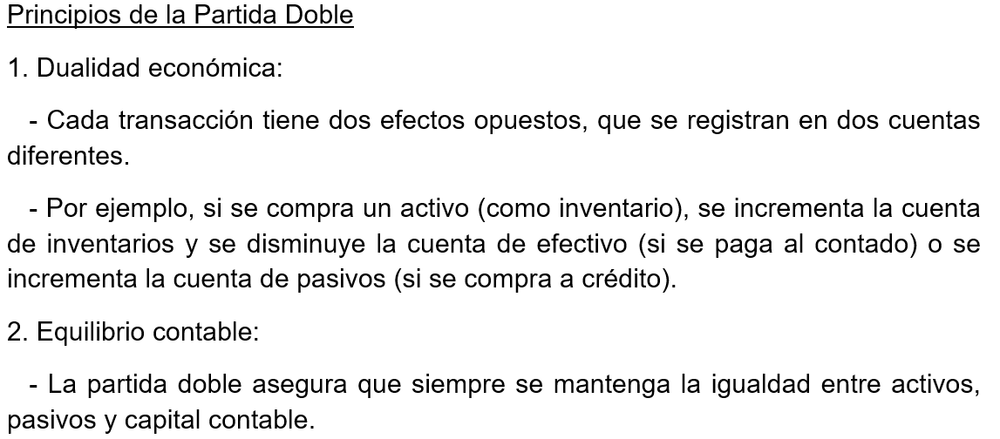 Principios de la Partida Doble
1. Dualidad económica:
- Cada transacción tiene dos efectos opuestos, que se registran en dos cuentas
diferentes.
- Por ejemplo, si se compra un activo (como inventario), se incrementa la cuenta
de inventarios y se disminuye la cuenta de efectivo (si se paga al contado) o se
incrementa la cuenta de pasivos (si se compra a crédito).
2. Equilibrio contable:
- La partida doble asegura que siempre se mantenga la igualdad entre activos,
pasivos y capital contable.